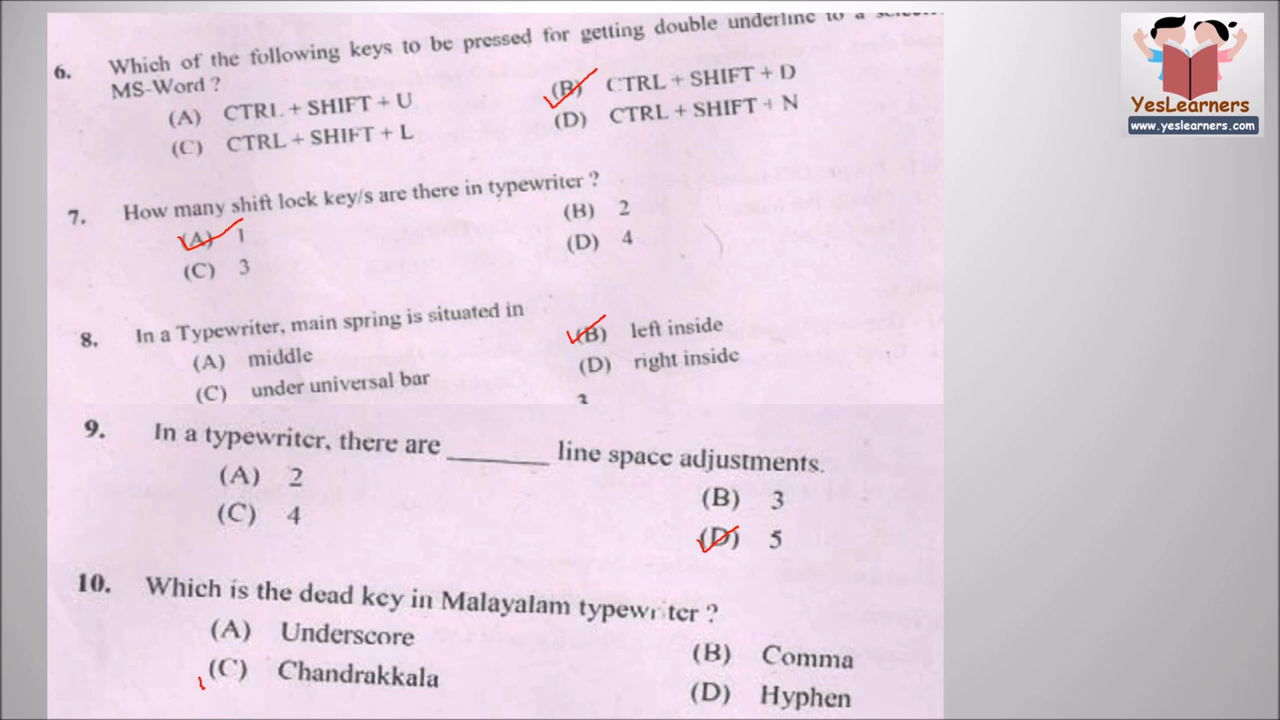 6. Which of the following keys to be pressed for getting double underline to a
MS-Word ?
(A) CTRL + SHIFT + U (B) CTRL + SHIFT + D
(C) CTRL + SHIFT + L (D) CTRL + SHIFT + N
7. How many shift lock key/s are there in typewriter ?
(A) 1 (B) 2
(C) 3 (D) 4
8. In a Typewriter, main spring is situated in
(A) middle (B) left inside
(C) under universal bar (D) right inside
3
9. In a typewriter, there are _______ line space adjustments.
(A) 2 (B) 3
(C) 4 (D) 5
10. Which is the dead key in Malayalam typewriter ?
(A) Underscore (B) Comma
(C) Chandrakkala (D) Hyphen
YesLearners
www.yeslearners.com